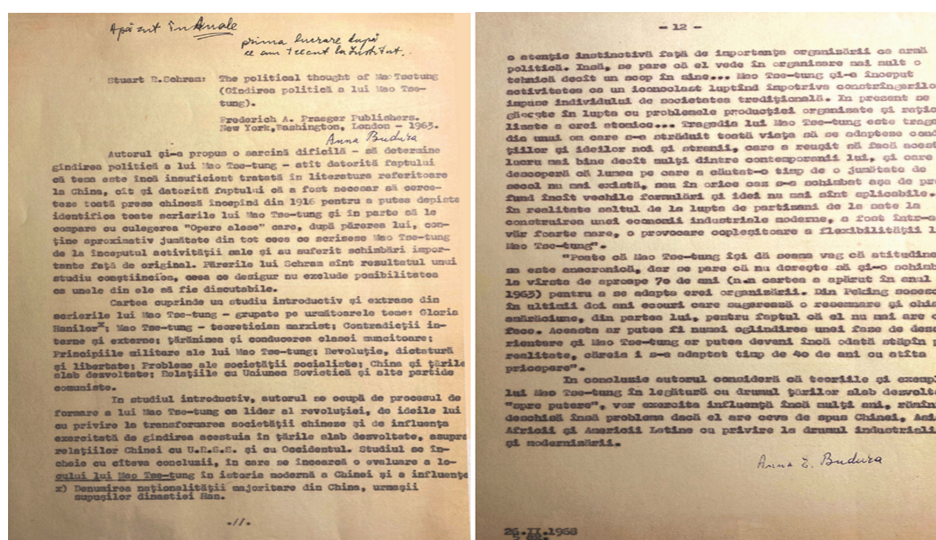 Apărut în Anale
prima lucrare după
ce am trecut la Institut.
Stuart R.Schram: The political thought of Mao Tsetung
(Gîndirea politică a lui Mao Tse-
tung).
Frederick A. Praeger Publishers.
New York,Washington, London - 1963.
Anna Budura
Autorul şi-a propus o sarcină dificilă - să determine
gîndirea politică a lui Mao Tse-tung - atît datorită faptului
că tema este încă insuficient tratată în literatura referitoare
la China, cît şi datorită faptului că a fost necesar să cerce-
teze toată presa chineză începînd din 1916 pentru a putea depista
identifica toate scrierile lui Mao Tse-tung şi în parte să le
compare cu culegerea "Opere alese" care, după părerea lui, con-
ţine aproximativ jumătate din tot ceea ce scrisese Mao Tse-tung
de la începutul activităţii sale şi au suferit schimbări impor-
tante faţă de original. Părerile lui Schram sînt rezultatul unui
studiu conştiincios, ceea ce desigur nu exclude posibilitatea
ca unele din ele să fie discutabile.
Cartea cuprinde un studiu introductiv şi extrase din
scrierile lui Mao Tse-tung - grupate pe următoarele teme: Gloria
Hanilor x); Mao Tse-tung - teoretician marxist; Contradicţii in-
terne şi externe; ţărănimea şi conducerea clasei muncitoare;
Principiile militare ale lui Mao Tse-tung; Revoluţie, dictatură
şi libertate; Probleme ale societăţii socialiste; China şi ţările
slab dezvoltate; Relaţiile cu Uniunea Sovietică şi alte partide
comuniste.
In studiul introductiv, autorul se ocupă de procesul de
formare a lui Mao Tse-tung ca lider al revoluţiei, de ideile lui
cu privire la transformarea societăţii chineze şi de influenţa
exercitată de gîndirea acestuia în ţările slab dezvoltate, asupra
relaţiilor Chinei cu U.R.S.S. şi cu Occidentul. Studiul se în-
cheie cu cîteva concluzii, în care se încearcă o evaluare a lo-
cului lui Mao Tse-tung în istoria modernă a Chinei şi a influenţe
x) Denumirea naţionalităţii majoritare din China, urmaşii
supuşilor dinastiei Han.
.//.
- 12 -
o atenţie instinctivă faţă de importanţa organizării ca armă
politică. Însă, se pare că el vede în organizare mai mult o
tehnică decît un scop în sine... Mao Tse-tung şi-a început
activitatea ca un iconoclast luptînd împotriva constrîngerilo
impuse individului de societatea tradiţională. In prezent se
găseşte în luptă cu problemele producţiei organizate şi raţio
lizate a erei atomice... Tragedia lui Mao Tse-tung este trage
dia unui om care s-a străduit toată viaţa să se adapteze cond
ţiilor şi ideilor noi şi stranii, care a reuşit să facă acest
lucru mai bine decît mulţi dintre contemporanii lui, şi care
descoperă că lumea pe care a căutat-o timp de o jumătate de
secol nu mai există, sau în orice caz s-a schimbat aşa de pro
fund încît vechile formulări şi idei nu mai sînt aplicabile.
În realitate saltul de la lupta de partizani de la sate la
construirea unei economii industriale moderne, a fost într-a
văr foarte mare, o provocare copleşitoare a flexibilităţii l
Mao Tse-tung".
"Poate că Mao Tse-tung îşi dă seama vag că atitudine
sa este anacronică, dar se pare că nu doreşte să şi-o schimb
la vîrsta de aproape 70 de ani (n.n cartea a apărut în anul
1963) pentru a se adapta erei organizării. Din Peking sosesc
în ultimii doi ani ecouri care sugerează o resemnare şi chia
amărăciune, din partea lui, pentru faptul că el nu mai are c
face. Aceasta ar putea fi numai oglindirea unei faze de dezo
rientare şi Mao Tse-tung ar putea deveni încă odată stăpîn p
realitate, căreia i s-a adaptat timp de 40 de ani cu atîta
pricepere".
In concluzie autorul consideră că teoriile şi exempl
lui Mao Tse-tung în legătură cu drumul ţărilor slab dezvolt
"spre putere", vor exercita influenţă încă mulţi ani, rămîn
deschisă însă problema dacă el are ceva de spus Chinei, Asi
Africii şi Americii Latine cu privire la drumul industriali
şi modernizării.
Anna E. Budura
26.II.1968